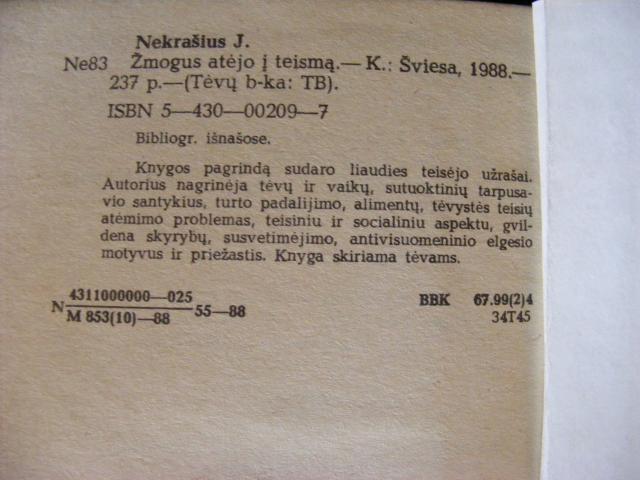 Nekrašius J.
Ne83 Žmogus atėjo į teismą.— K.: Šviesa, 1988.—
237 p.—(Tėvų b-ka: TB).
ISBN 5—430—00209—7
Bibliogr. išnašose.
Knygos pagrindą sudaro liaudies teisėjo užrašai.
Autorius nagrinėja tėvų ir vaikų, sutuoktinių tarpusa-
vio santykius, turto padalijimo, alimentų, tėvystės teisių
atėmimo problemas, teisiniu ir socialiniu aspektu, gvil-
dena skyrybų, susvetimėjimo, antivisuomeninio elgesio
motyvus ir priežastis. Knyga skiriama tėvams.
4311000000—025
N M 853(10)—88 55—88
BBK 67.99(2)4
34T45